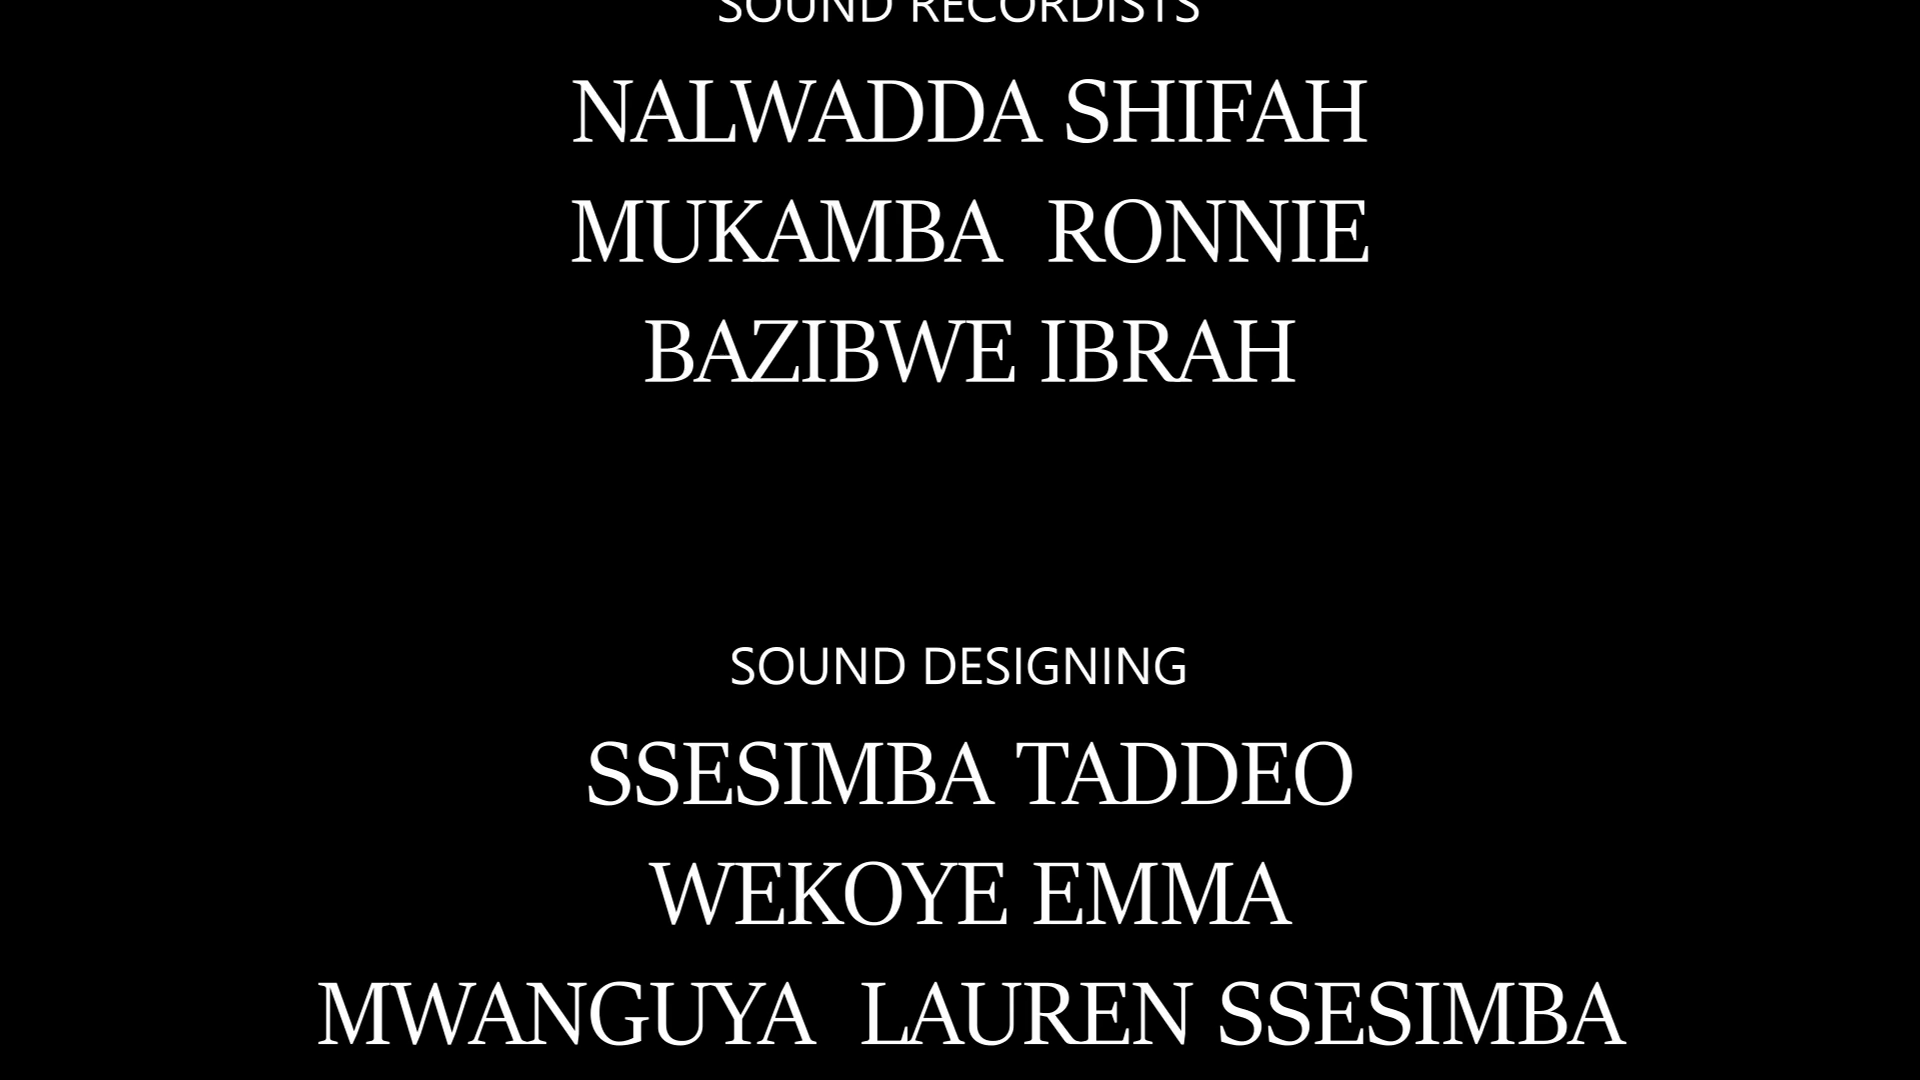 SOUND RECORDISTS
NALWADDA SHIFAH
MUKAMBA  RONNIE
BAZIBWE IBRAH
SOUND DESIGNING
SSESIMBA TADDEO
WEKOYE EMMA
MWANGUYA  LAUREN SSESIMBA